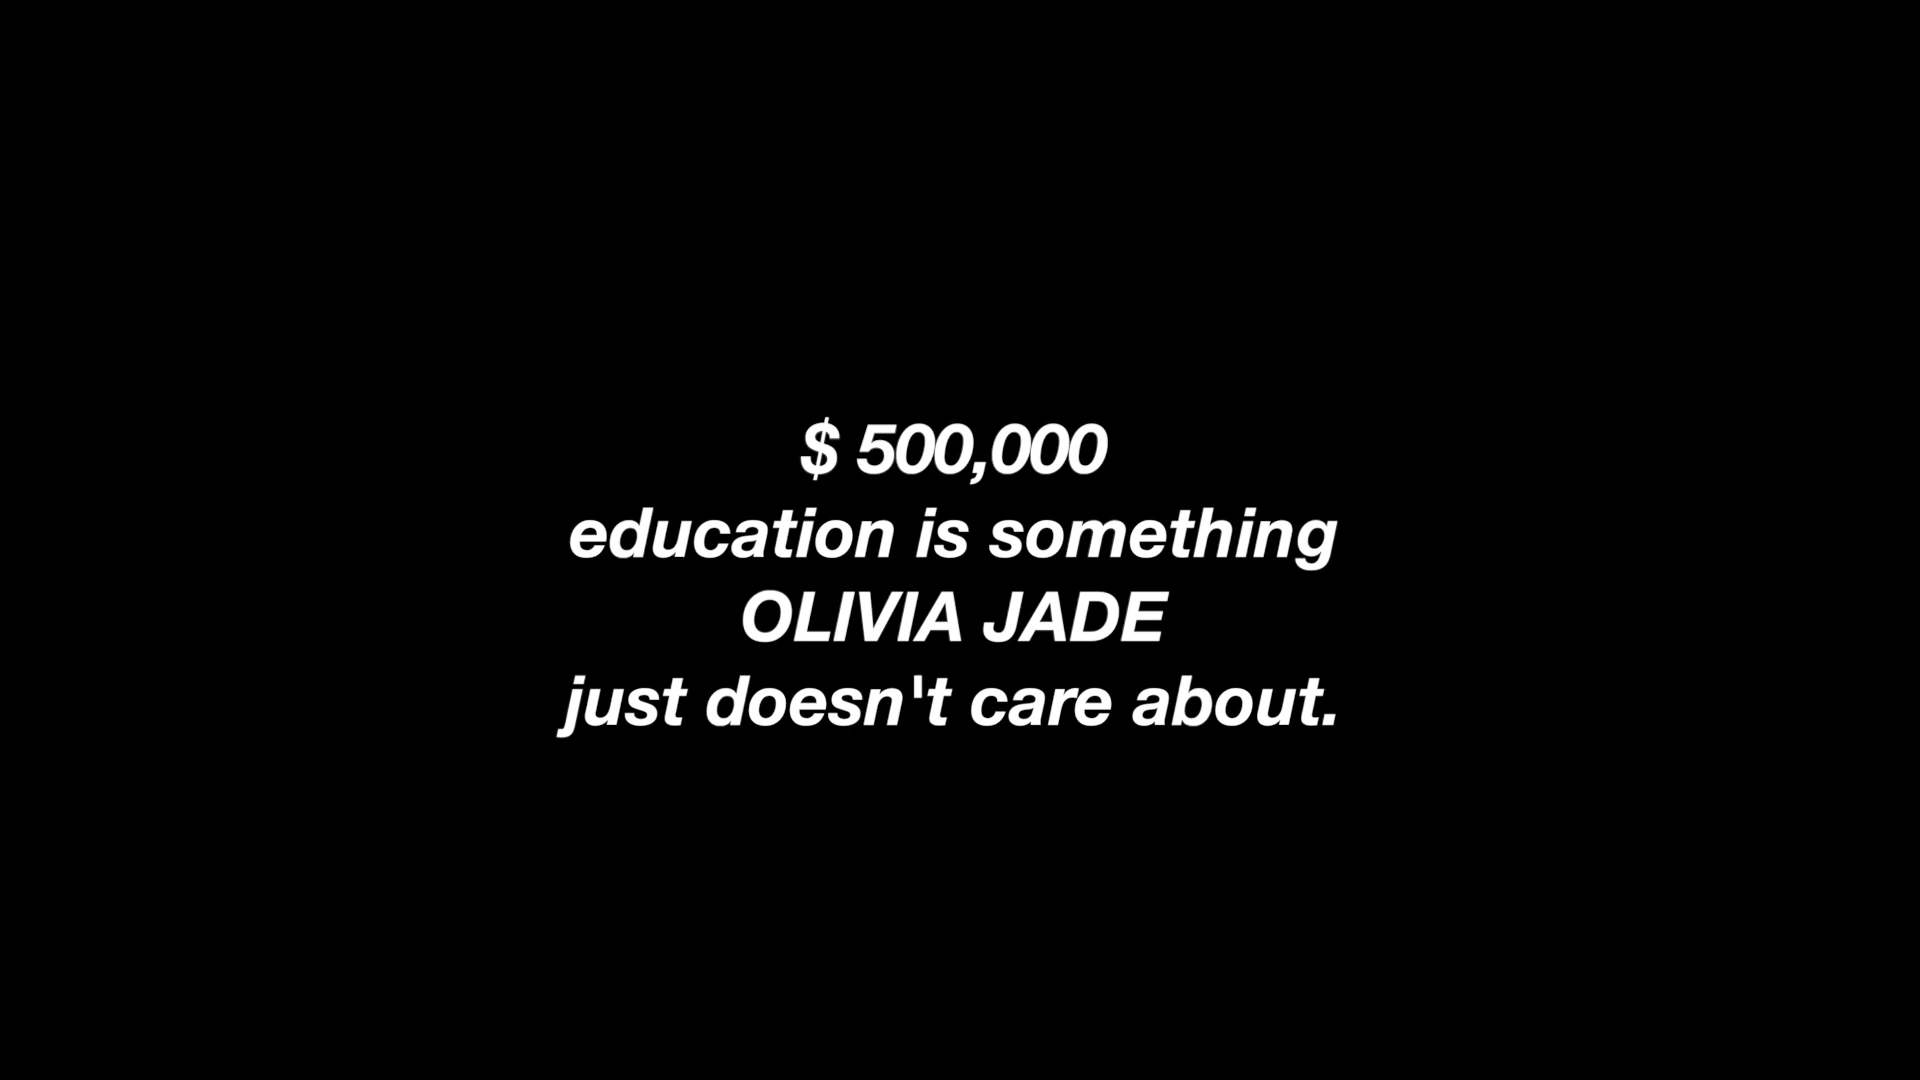 $ 500,000
education is something
OLIVIA JADE
just doesn't care about.